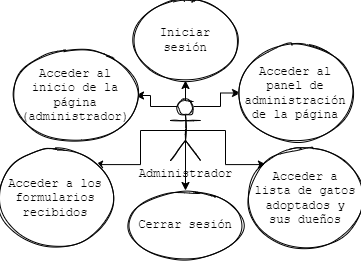 Iniciar
sesión
Acceder al
inicio de la
página
(administrador)
Acceder al
panel de
administración
de la página
Administrador
Acceder a los
formularios
recibidos
Cerrar sesión
Acceder a
lista de gatos
adoptados y
sus dueños